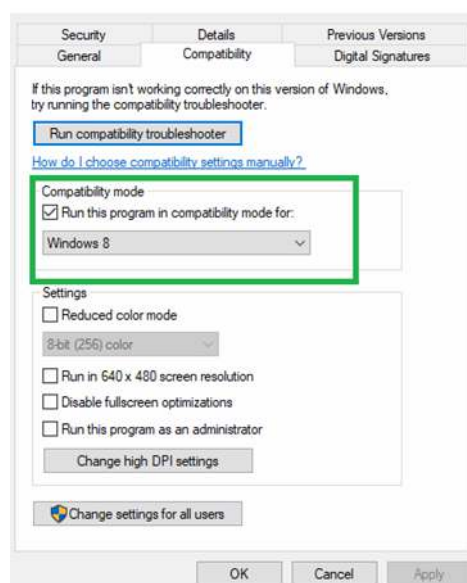 Security Details Previous Versions
General Compatibility Digital Signatures
If this program isn't working correctly on this version of Windows,
try running the compatibility troubleshooter.
Run compatibility troubleshooter
How do I choose compatibility settings manually?
Compatibility mode
Run this program in compatibility mode for:
Windows 8
Settings
Reduced color mode
8-bit (256) color
Run in 640 x 480 screen resolution
Disable fullscreen optimizations
Run this program as an administrator
Change high DPI settings
Change settings for all users
OK Cancel Apply